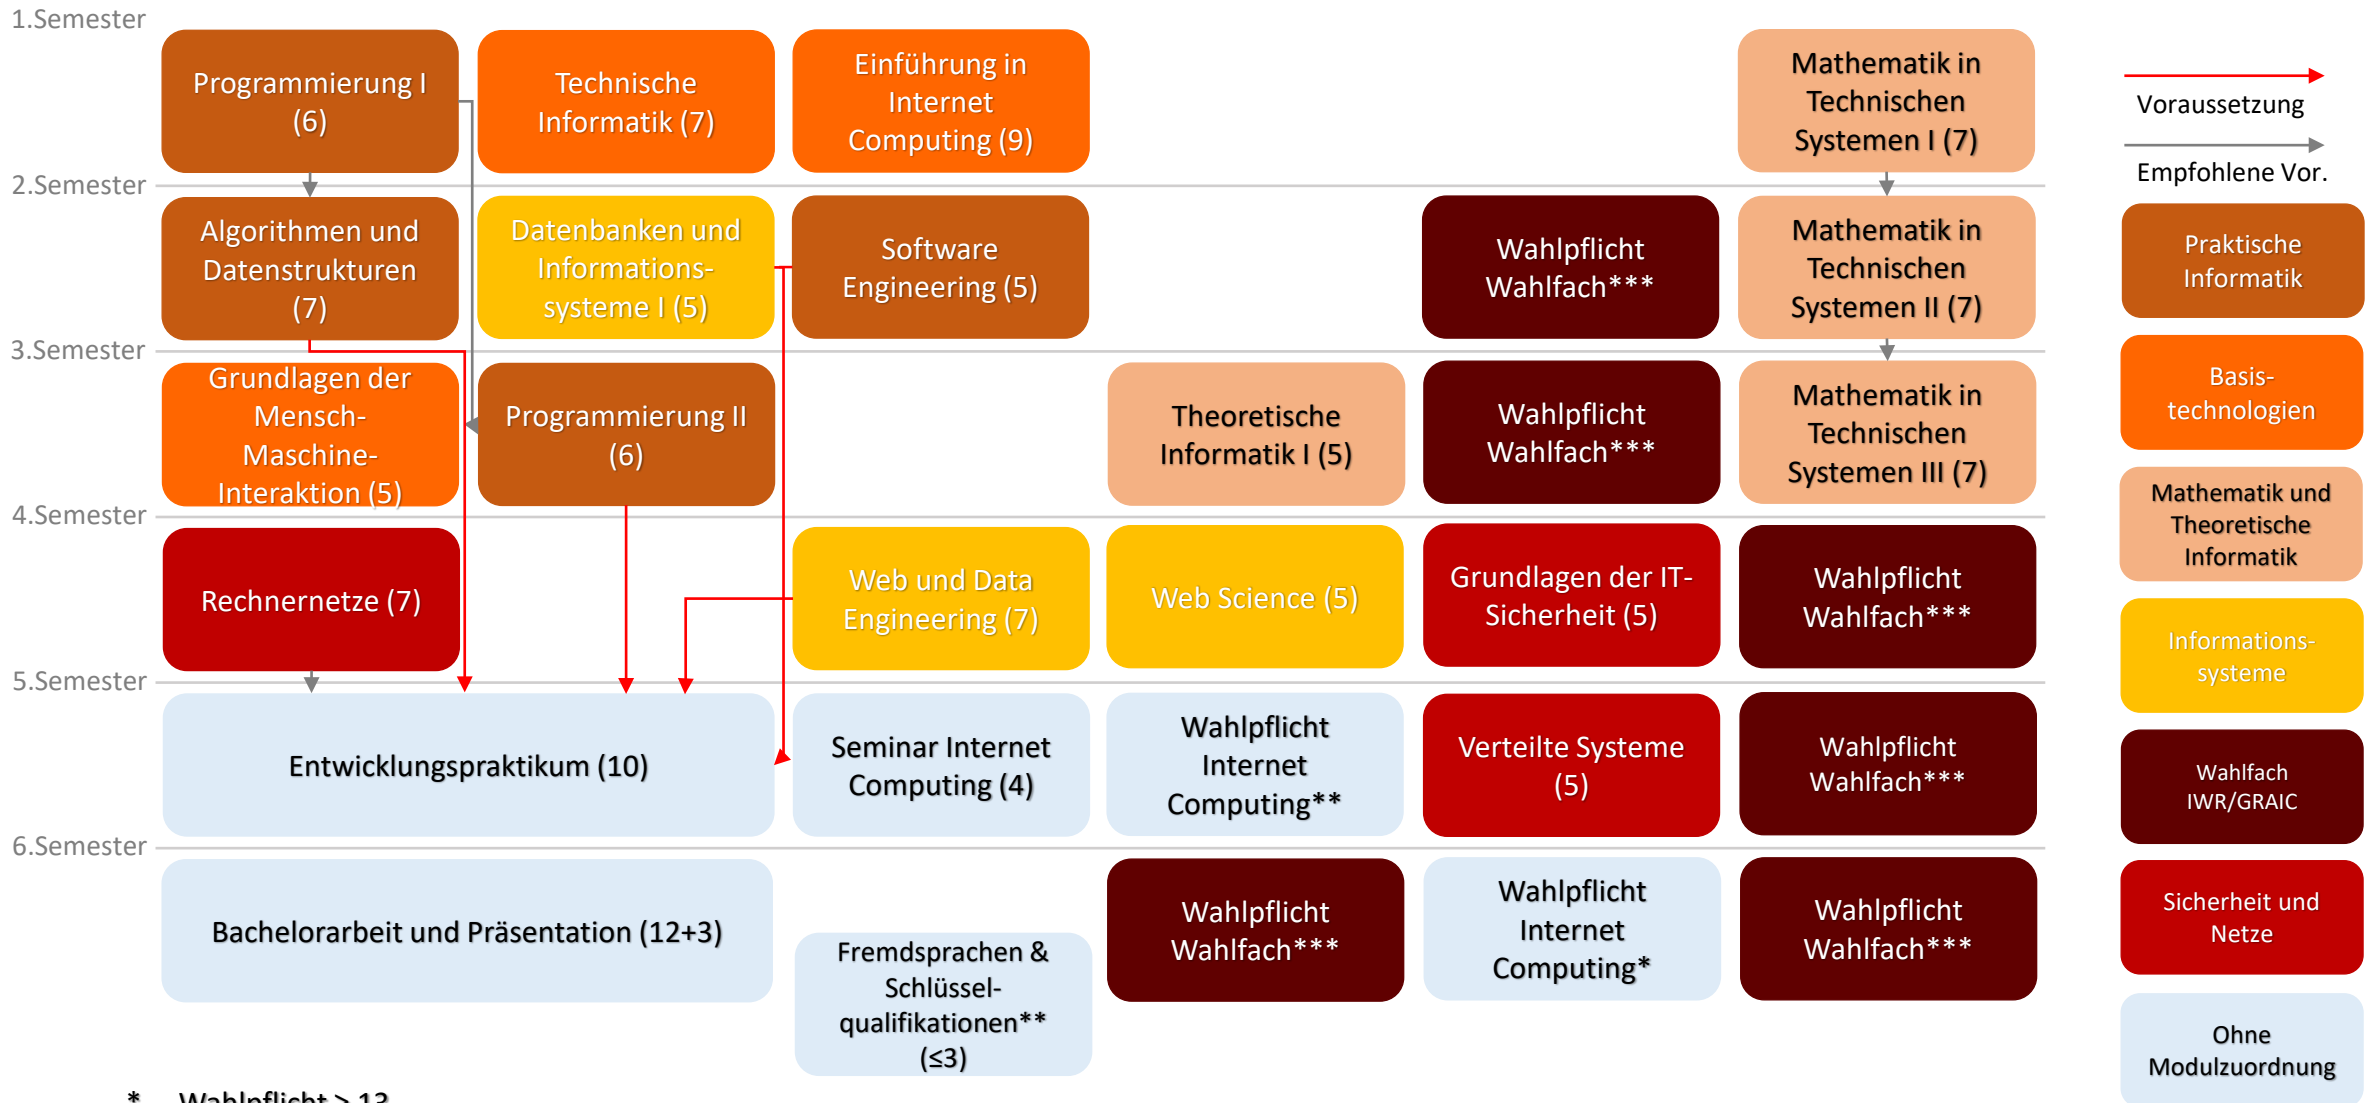 1.Semester
Programmierung I
(6)
Technische
Informatik (7)
Einführung in
Internet
Computing (9)
Mathematik in
Technischen
Systemen I (7)
2.Semester
Algorithmen und
Datenstrukturen
(7)
Datenbanken und
Informations-
systeme I (5)
Software
Engineering (5)
Wahlpflicht
Wahlfach***
Mathematik in
Technischen
Systemen II (7)
3.Semester
Grundlagen der
Mensch-
Maschine-
Interaktion (5)
Programmierung II
(6)
Theoretische
Informatik I (5)
Wahlpflicht
Wahlfach***
Mathematik in
Technischen
Systemen III (7)
4.Semester
Rechnernetze (7)
Web und Data
Engineering (7)
Web Science (5)
Grundlagen der IT-
Sicherheit (5)
Wahlpflicht
Wahlfach***
5.Semester
Entwicklungspraktikum (10)
Seminar Internet
Computing (4)
Wahlpflicht
Internet
Computing**
Verteilte Systeme
(5)
Wahlpflicht
Wahlfach***
6.Semester
Bachelorarbeit und Präsentation (12+3)
Fremdsprachen &
Schlüssel-
qualifikationen**
(≤3)
Wahlpflicht
Wahlfach***
Wahlpflicht
Internet
Computing*
Wahlpflicht
Wahlfach***
Voraussetzung
Empfohlene Vor.
Praktische
Informatik
Basis-
technologien
Mathematik und
Theoretische
Informatik
Informations-
systeme
Wahlfach
IWR/GRAIC
Sicherheit und
Netze
Ohne
Modulzuordnung
* Wahlpflicht